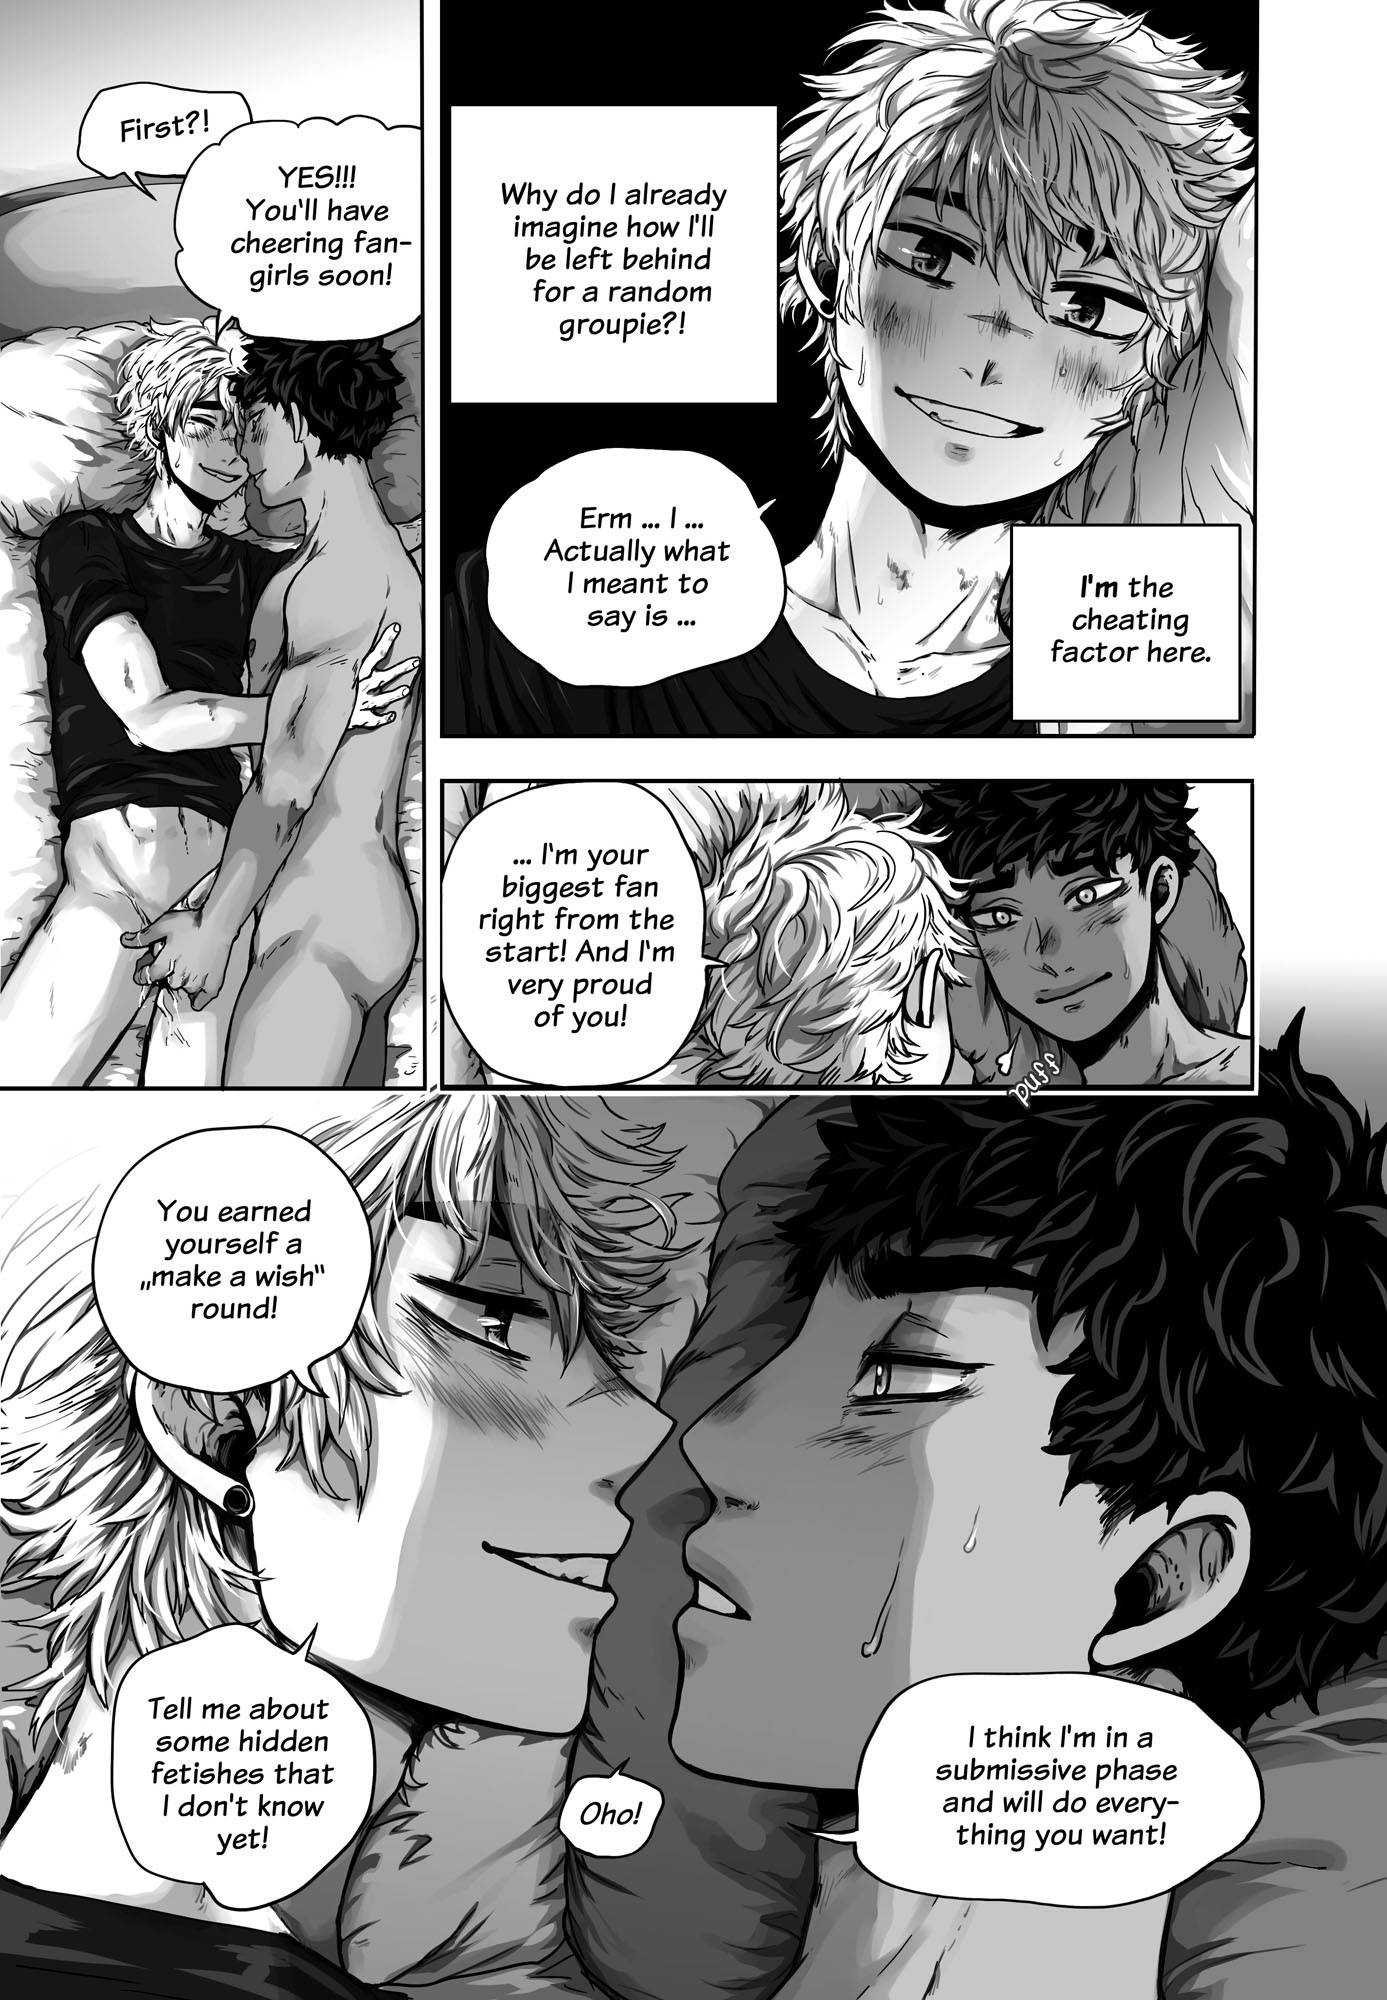 First?!
YES!!!
You'll have
cheering fan-
girls soon!
Why do I already
imagine how I'll
be left behind
for a random
groupie?!
Erm ... I ...
Actually what
I meant to
say is ...
I'm the
cheating
factor here.
... I'm your
biggest fan
right from the
start! And I'm
very proud
of you!
puff
You earned
yourself a
„make a wish“
round!
Tell me about
some hidden
fetishes that
I don't know
yet!
Oho!
I think I'm in a
submissive phase
and will do every-
thing you want!